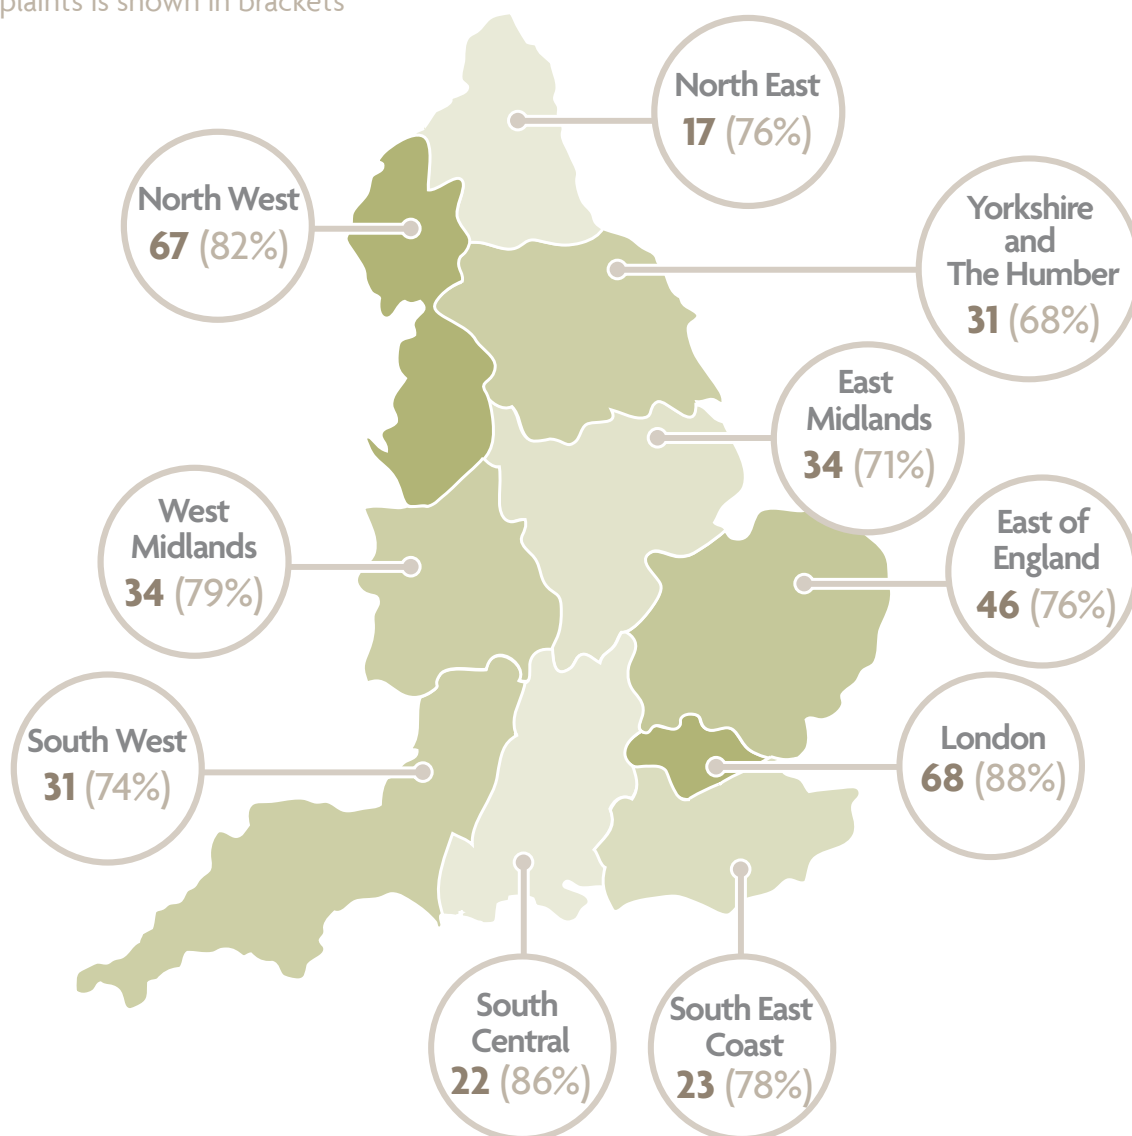 plaints is shown in brackets
North East
17 (76%)
North West
67 (82%)
Yorkshire
and
The Humber
31 (68%)
East
Midlands
34 (71%)
West
Midlands
34 (79%)
East of
England
46 (76%)
South West
31 (74%)
London
68 (88%)
South
Central
22 (86%)
South East
Coast
23 (78%)